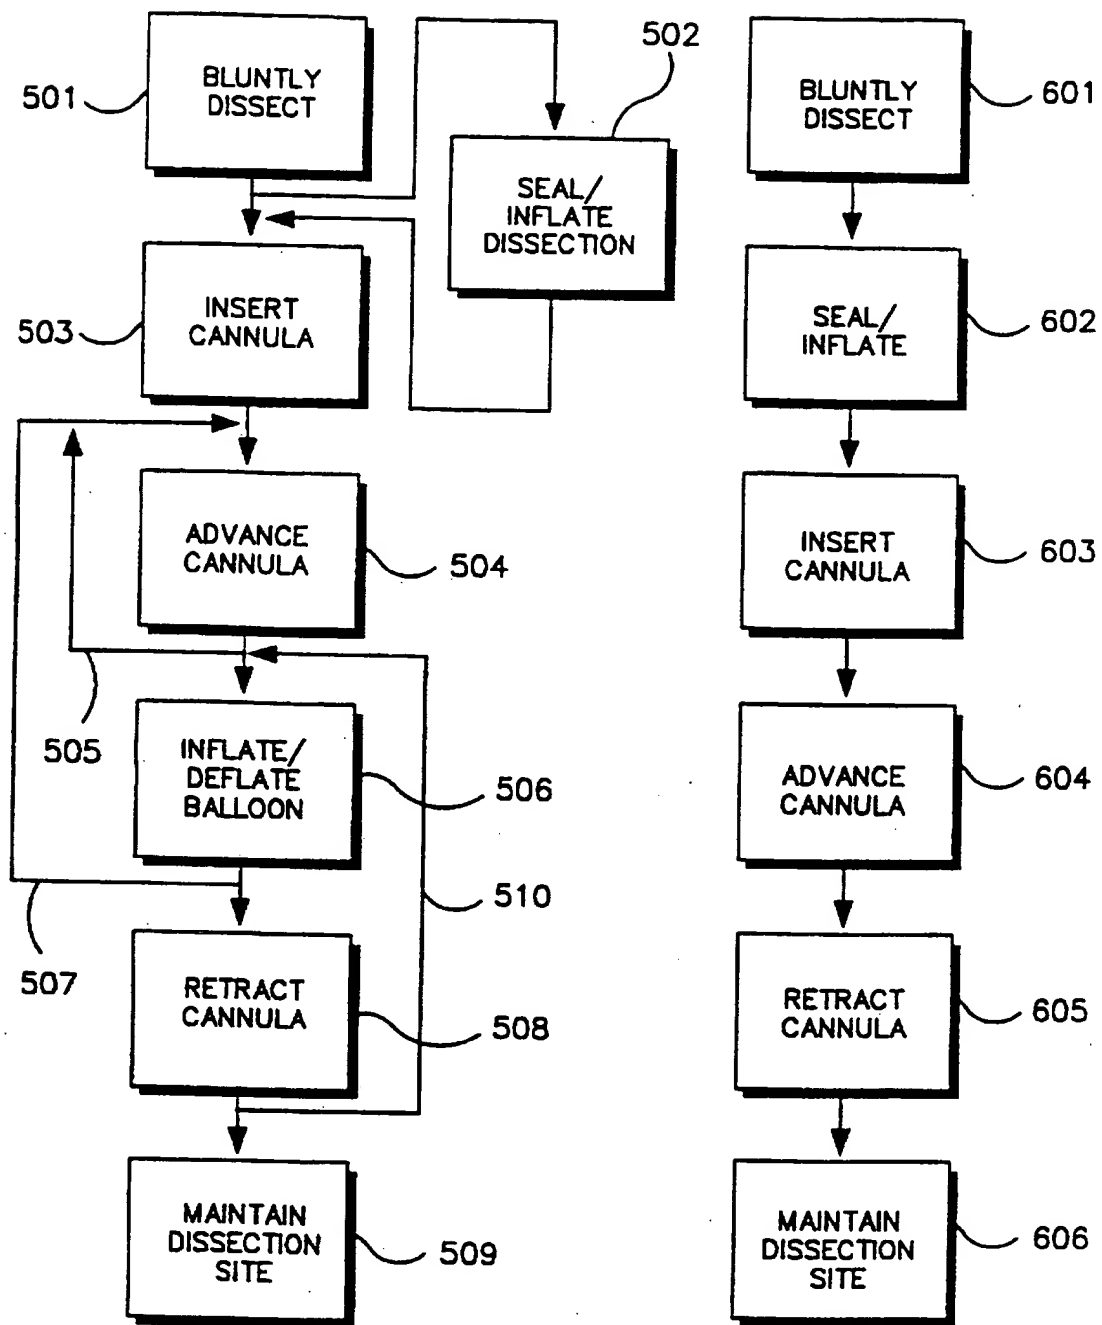 501
BLUNTLY
DISSECT
502
SEAL/
INFLATE
DISSECTION
503
INSERT
CANNULA
ADVANCE
CANNULA
504
505
INFLATE/
DEFLATE
BALLOON
506
507
510
RETRACT
CANNULA
508
MAINTAIN
DISSECTION
SITE
509
BLUNTLY
DISSECT
601
SEAL/
INFLATE
602
INSERT
CANNULA
603
ADVANCE
CANNULA
604
RETRACT
CANNULA
605
MAINTAIN
DISSECTION
SITE
606